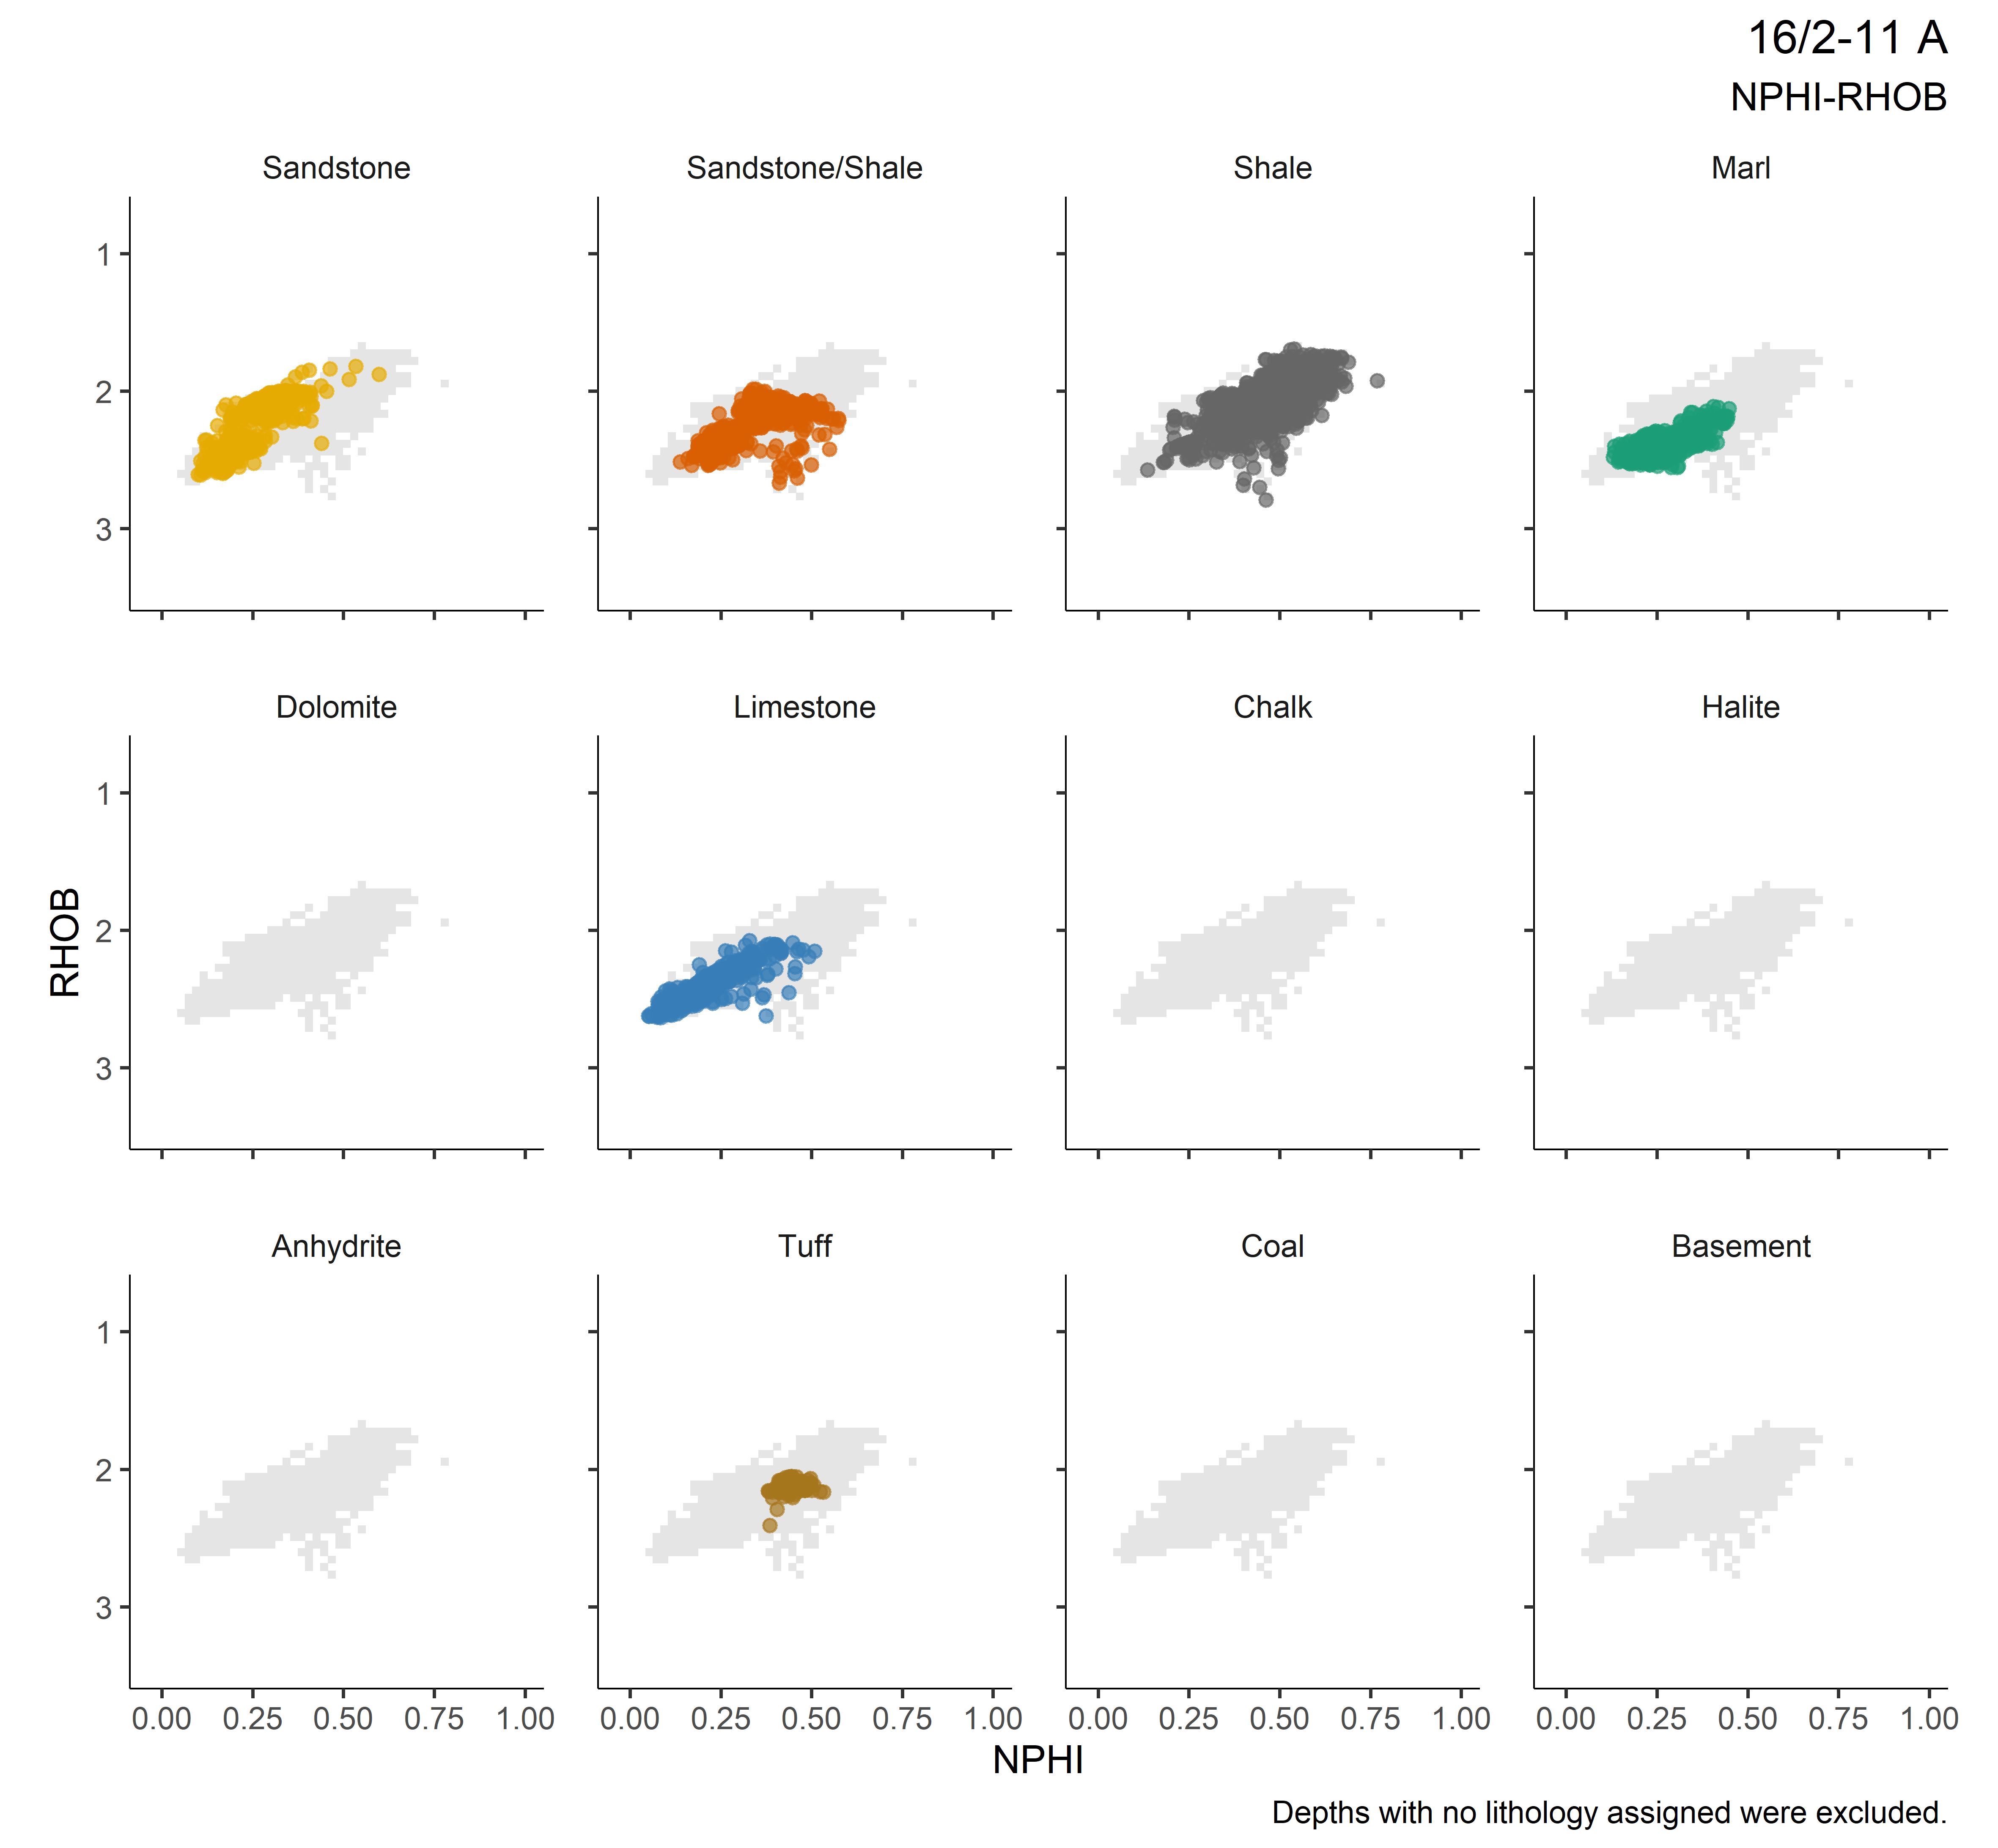 16/2-11 A
NPHI-RHOB
Sandstone
Sandstone/Shale
Shale
Marl
1
2
3
Dolomite
Limestone
Chalk
Halite
RHOB
1
2
3
Anhydrite
Tuff
Coal
Basement
1
2
3
0.00 0.25 0.50 0.75 1.00
0.00 0.25 0.50 0.75 1.00
0.00 0.25 0.50 0.75 1.00
0.00 0.25 0.50 0.75 1.00
NPHI
Depths with no lithology assigned were excluded.